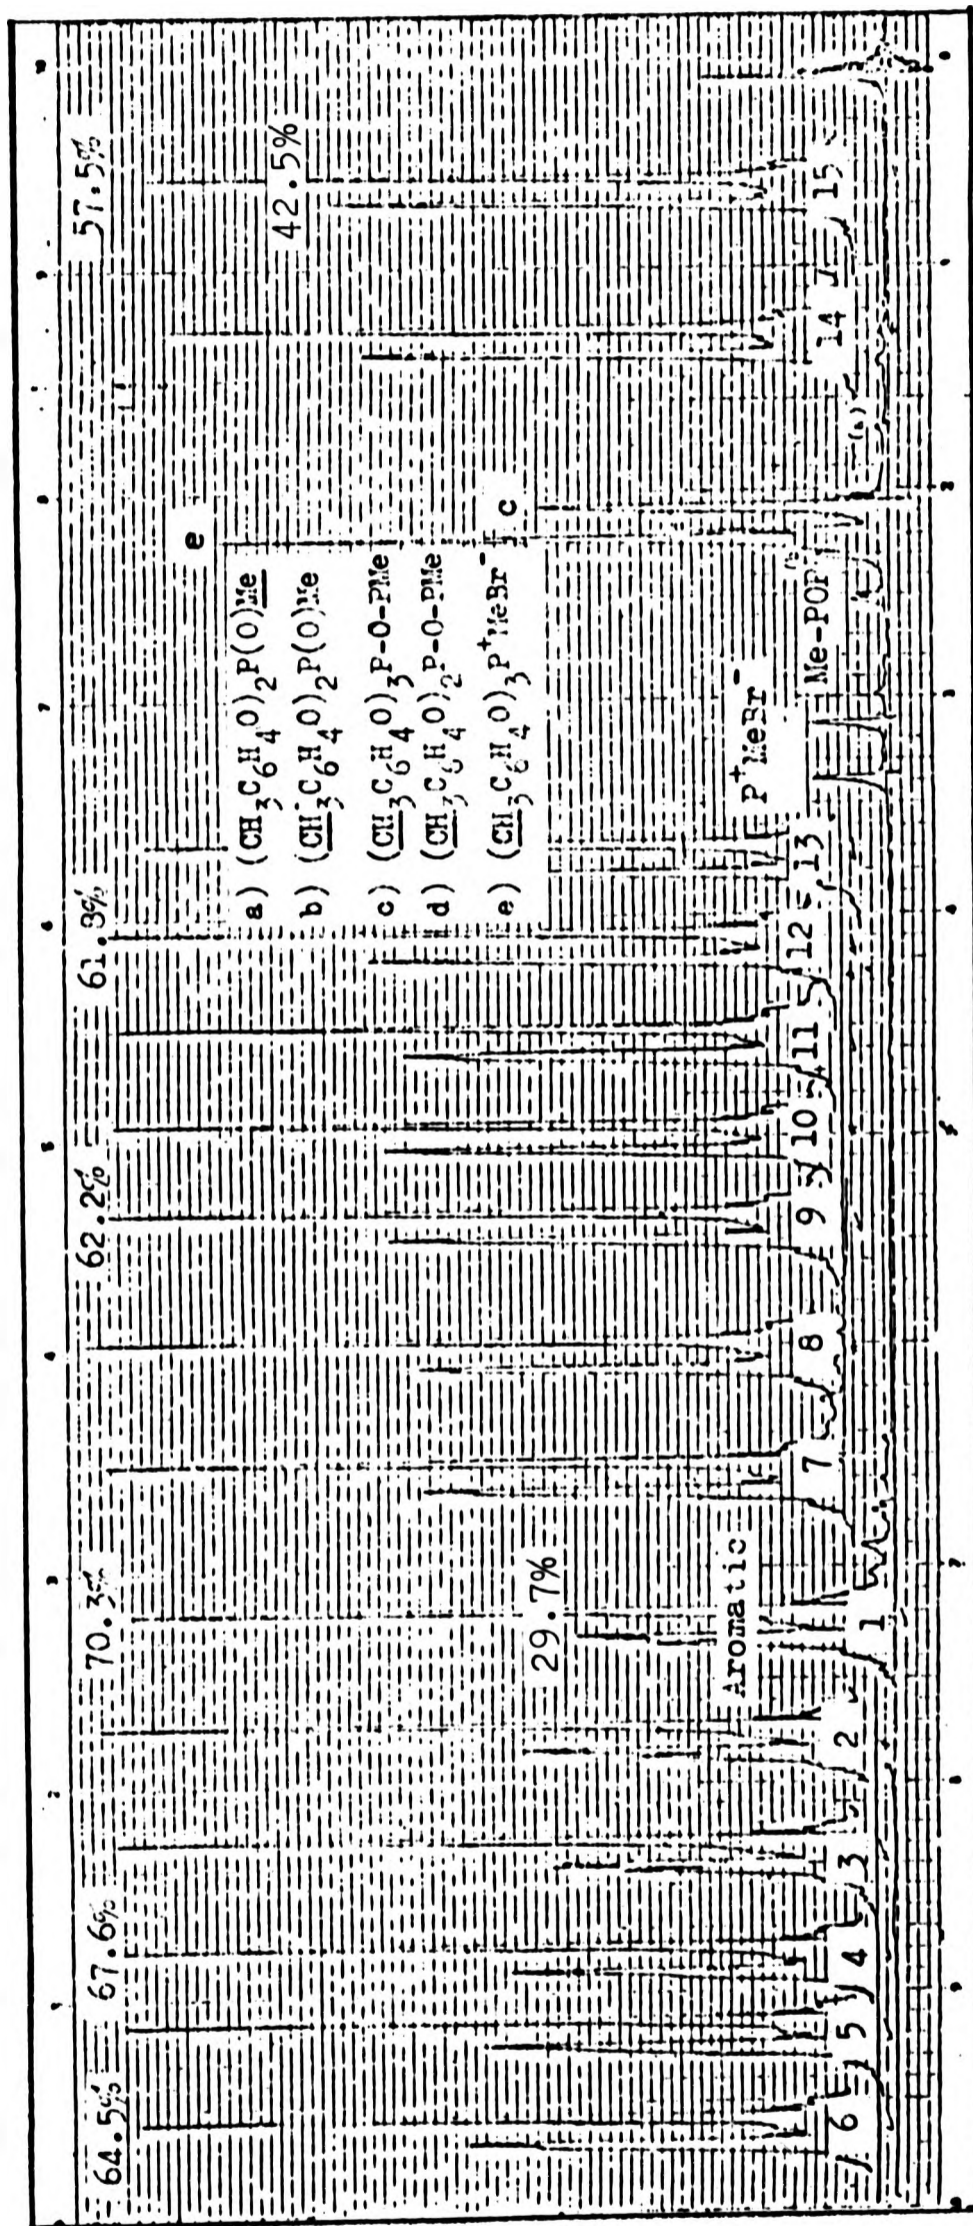 64.5%
67.6%
70.3%
62.2%
61.8%
57.5%
42.5%
29.7%
e
c
a) (CH3C6H4O)2P(O)Me
b) (CH3C6H4O)2P(O)Me
c) (CH3C6H4O)3P-O-PMe
d) (CH3C6H4O)2P-O-PMe
e) (CH3C6H4O)3P+MeBr-
Aromatic
P+MeBr-
Me-POP
6
5
4
3
2
1
7
8
9
10
11
12
13
14
15